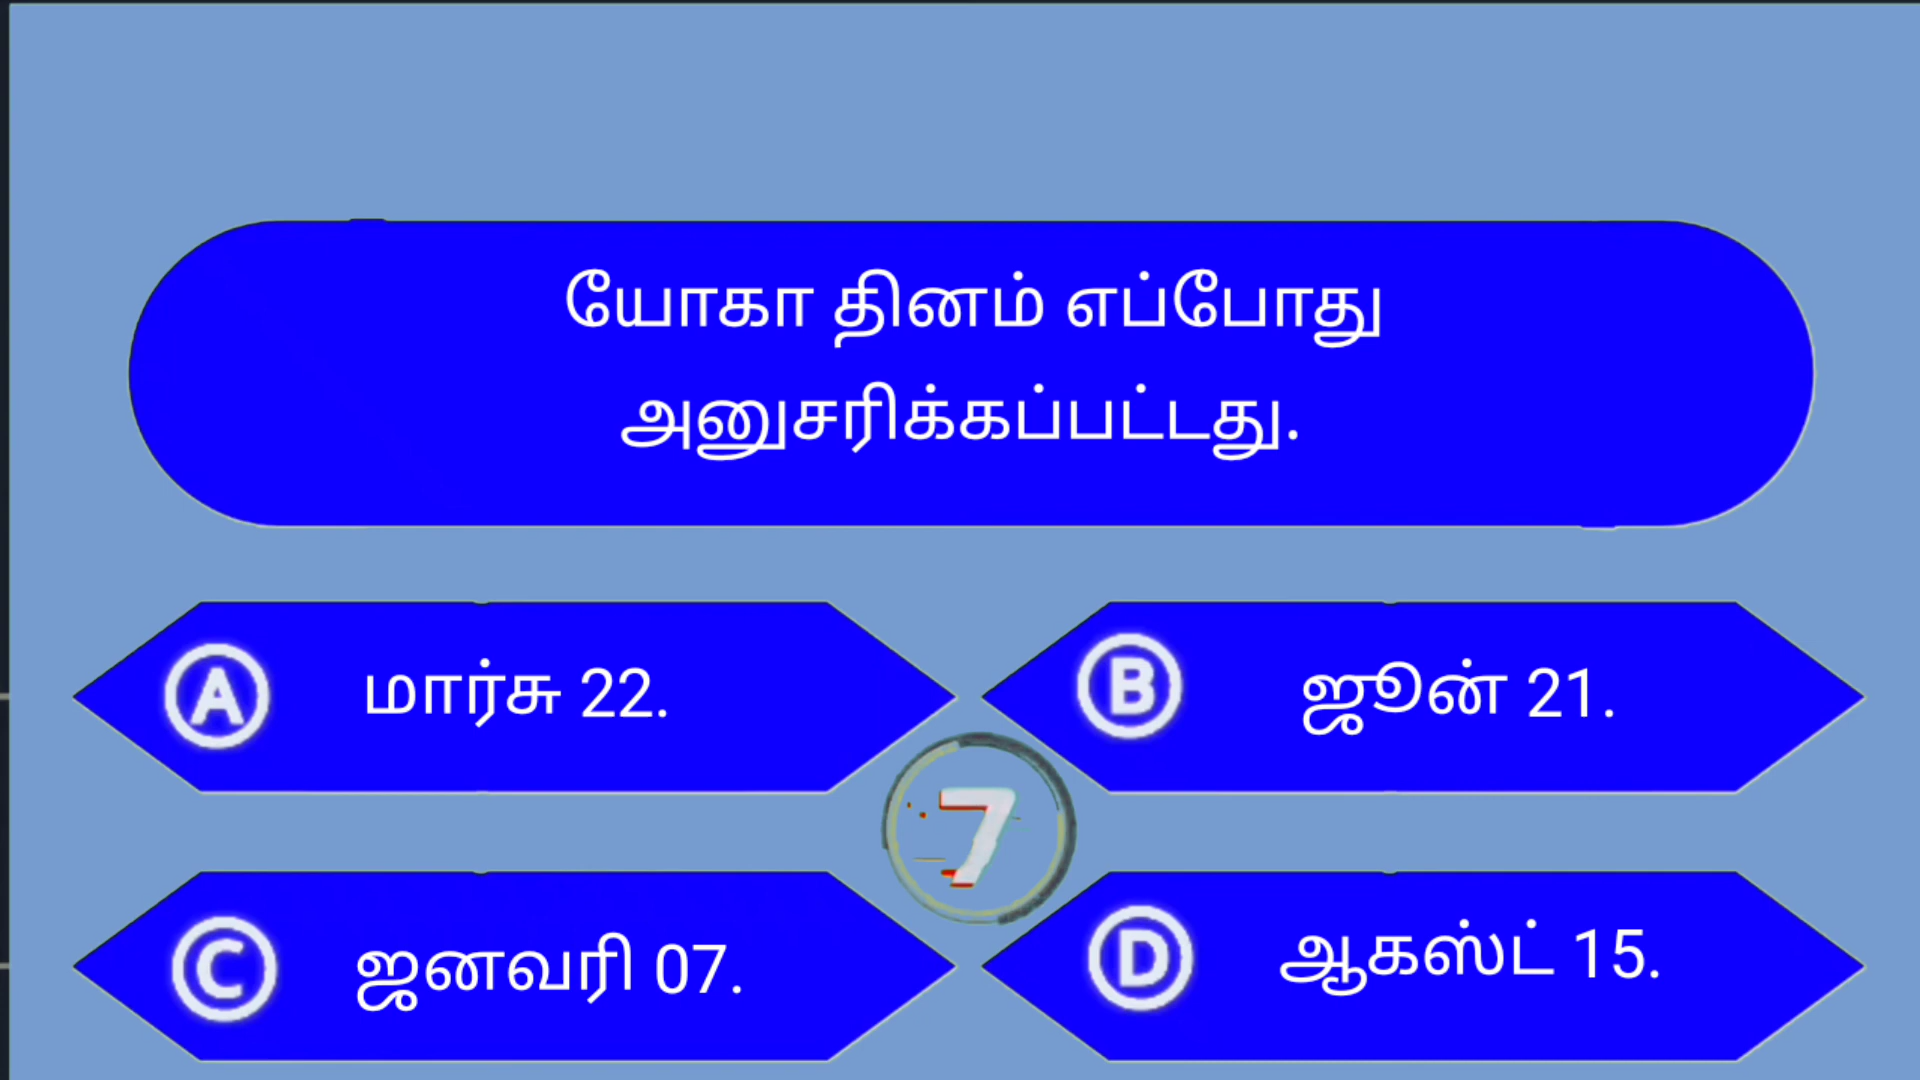 யோகா தினம் எப்போது
அனுசரிக்கப்பட்டது.
A மார்சு 22.
B ஜூன் 21.
7
C ஜனவரி 07.
D ஆகஸ்ட் 15.